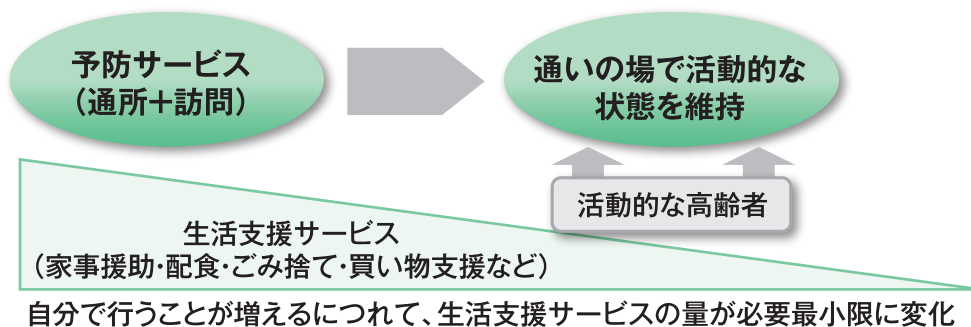 予防サービス
（通所＋訪問）
通いの場で活動的な
状態を維持
活動的な高齢者
生活支援サービス
（家事援助・配食・ごみ捨て・買い物支援など）
自分で行うことが増えるにつれて、生活支援サービスの量が必要最小限に変化